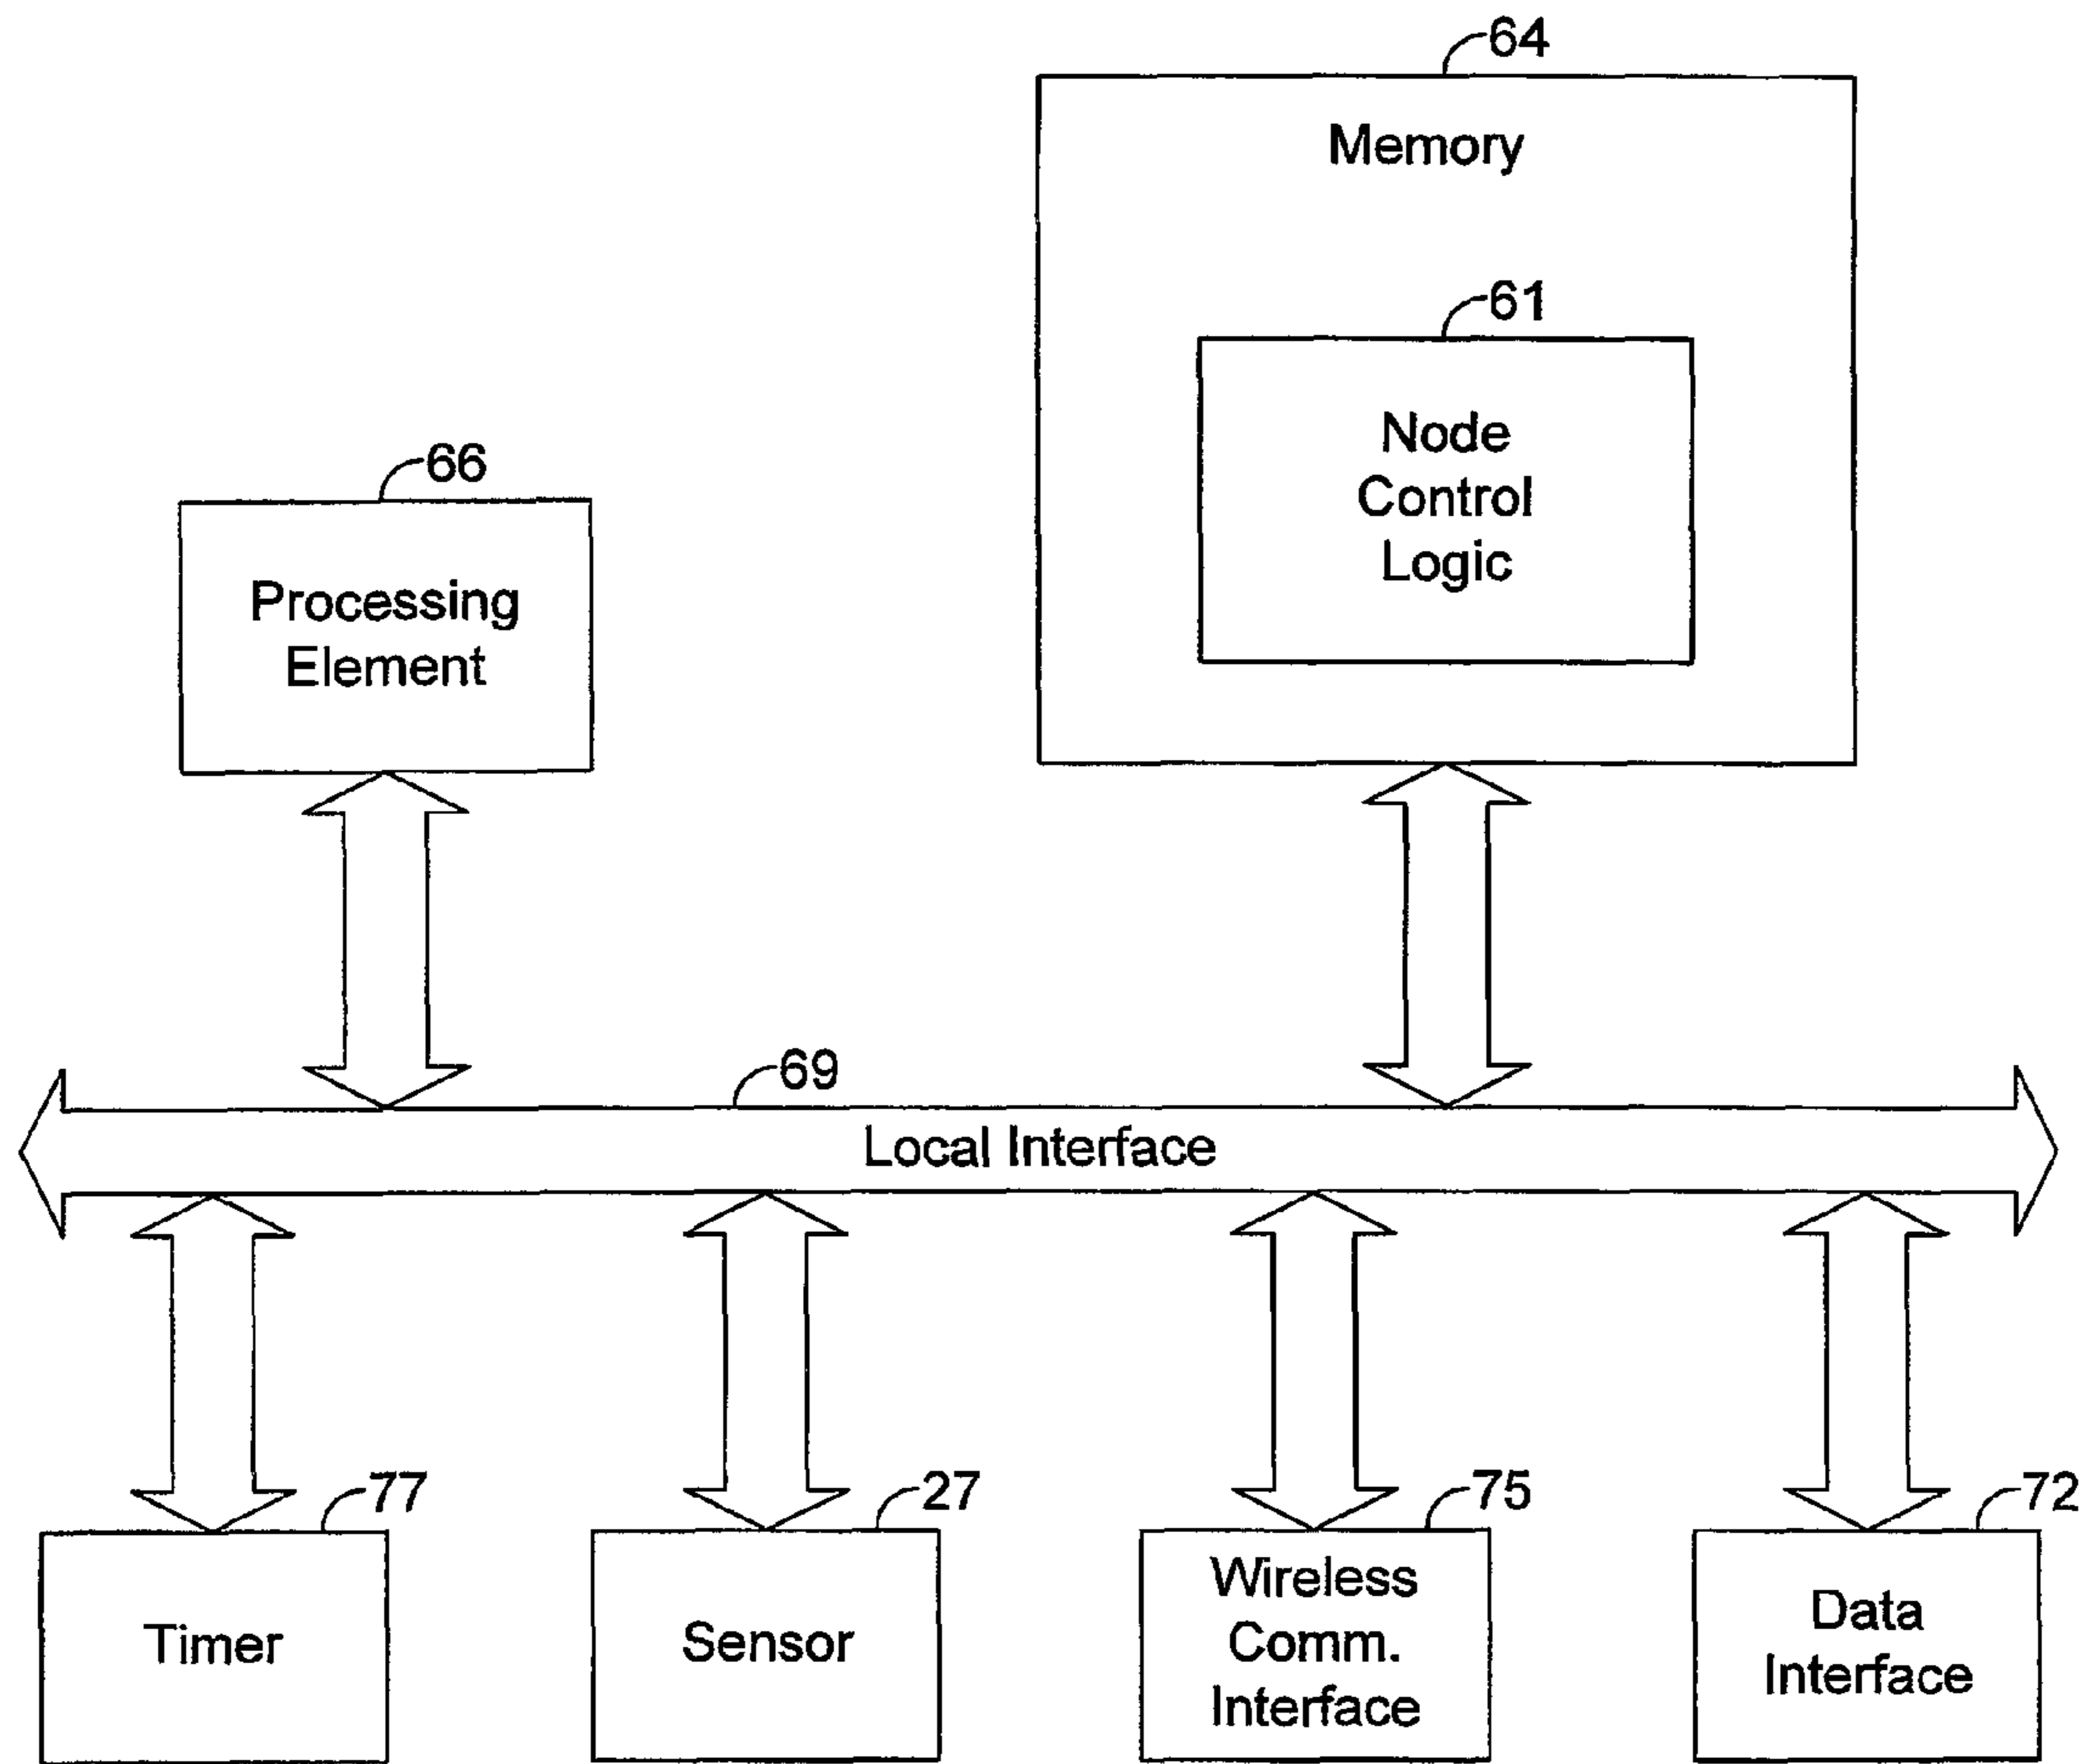 64
Memory
61
Node
Control
Logic
66
Processing
Element
69
Local Interface
77
Timer
27
Sensor
75
Wireless
Comm.
Interface
72
Data
Interface